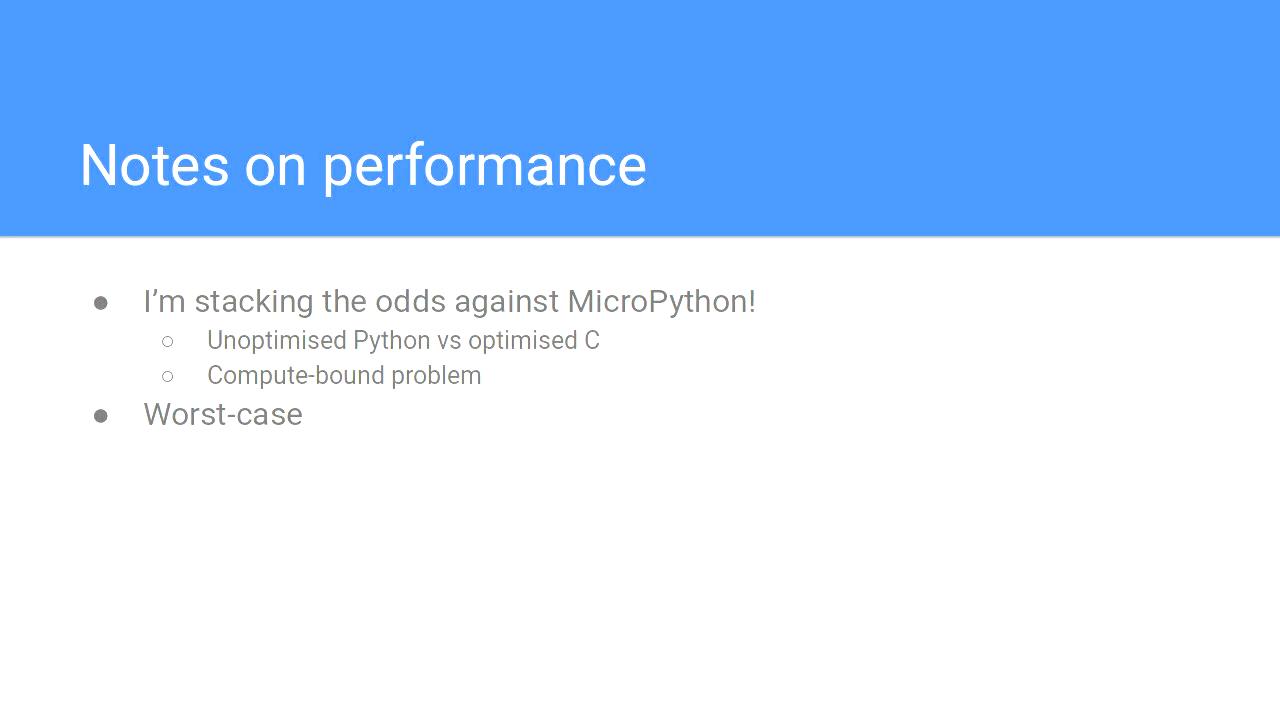 Notes on performance
● I’m stacking the odds against MicroPython!
○ Unoptimised Python vs optimised C
○ Compute-bound problem
● Worst-case